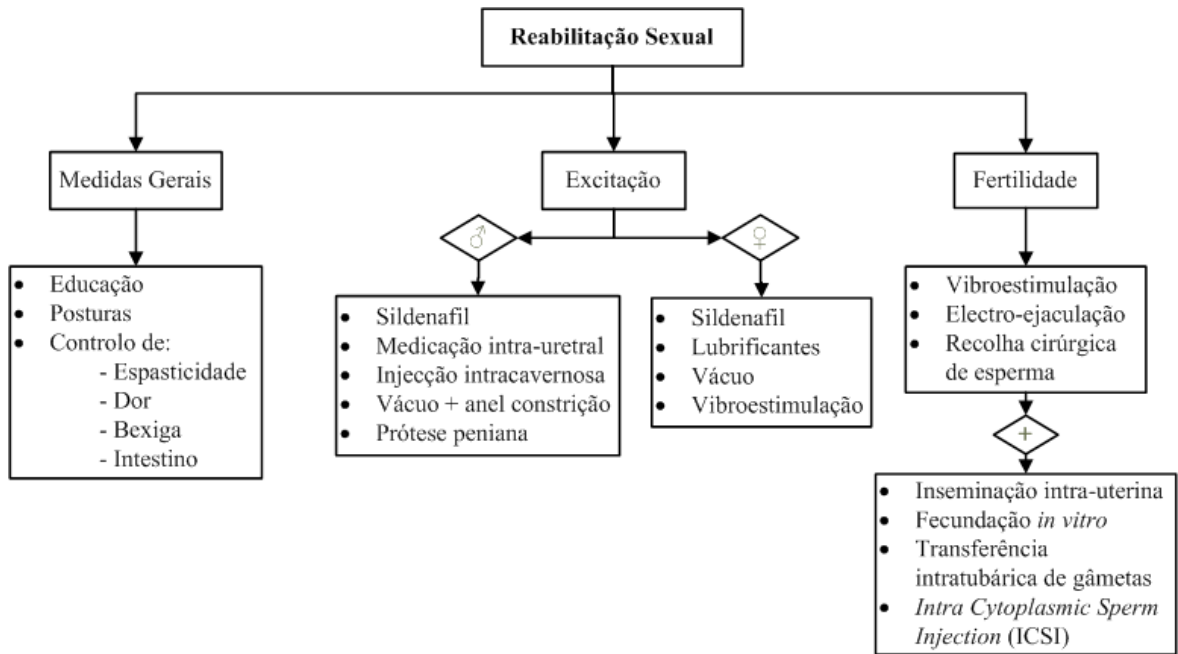 Reabilitação Sexual
Medidas Gerais
Excitação
Fertilidade
♂
♀
• Educação
• Posturas
• Controlo de:
- Espasticidade
- Dor
- Bexiga
- Intestino
• Sildenafil
• Medicação intra-uretral
• Injecção intracavernosa
• Vácuo + anel constrição
• Prótese peniana
• Sildenafil
• Lubrificantes
• Vácuo
• Vibroestimulação
• Vibroestimulação
• Electro-ejaculação
• Recolha cirúrgica
de esperma
+
• Inseminação intra-uterina
• Fecundação in vitro
• Transferência
intratubárica de gâmetas
• Intra Cytoplasmic Sperm
Injection (ICSI)